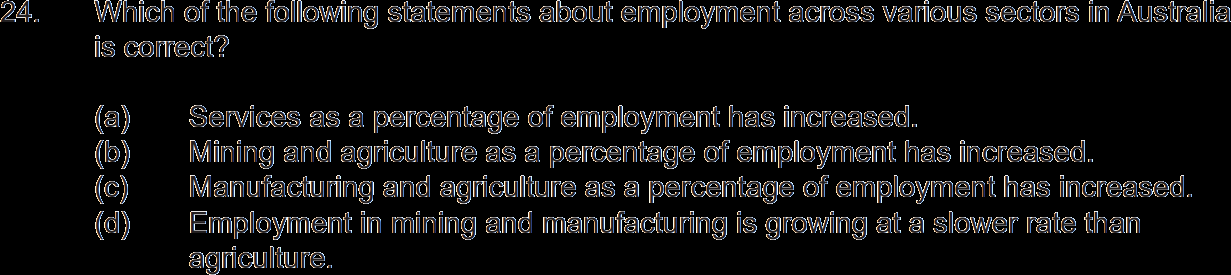 24. Which of the following statements about employment across various sectors in Australia
is correct?
(a) Services as a percentage of employment has increased.
(b) Mining and agriculture as a percentage of employment has increased.
(c) Manufacturing and agriculture as a percentage of employment has increased.
(d) Employment in mining and manufacturing is growing at a slower rate than
agriculture.